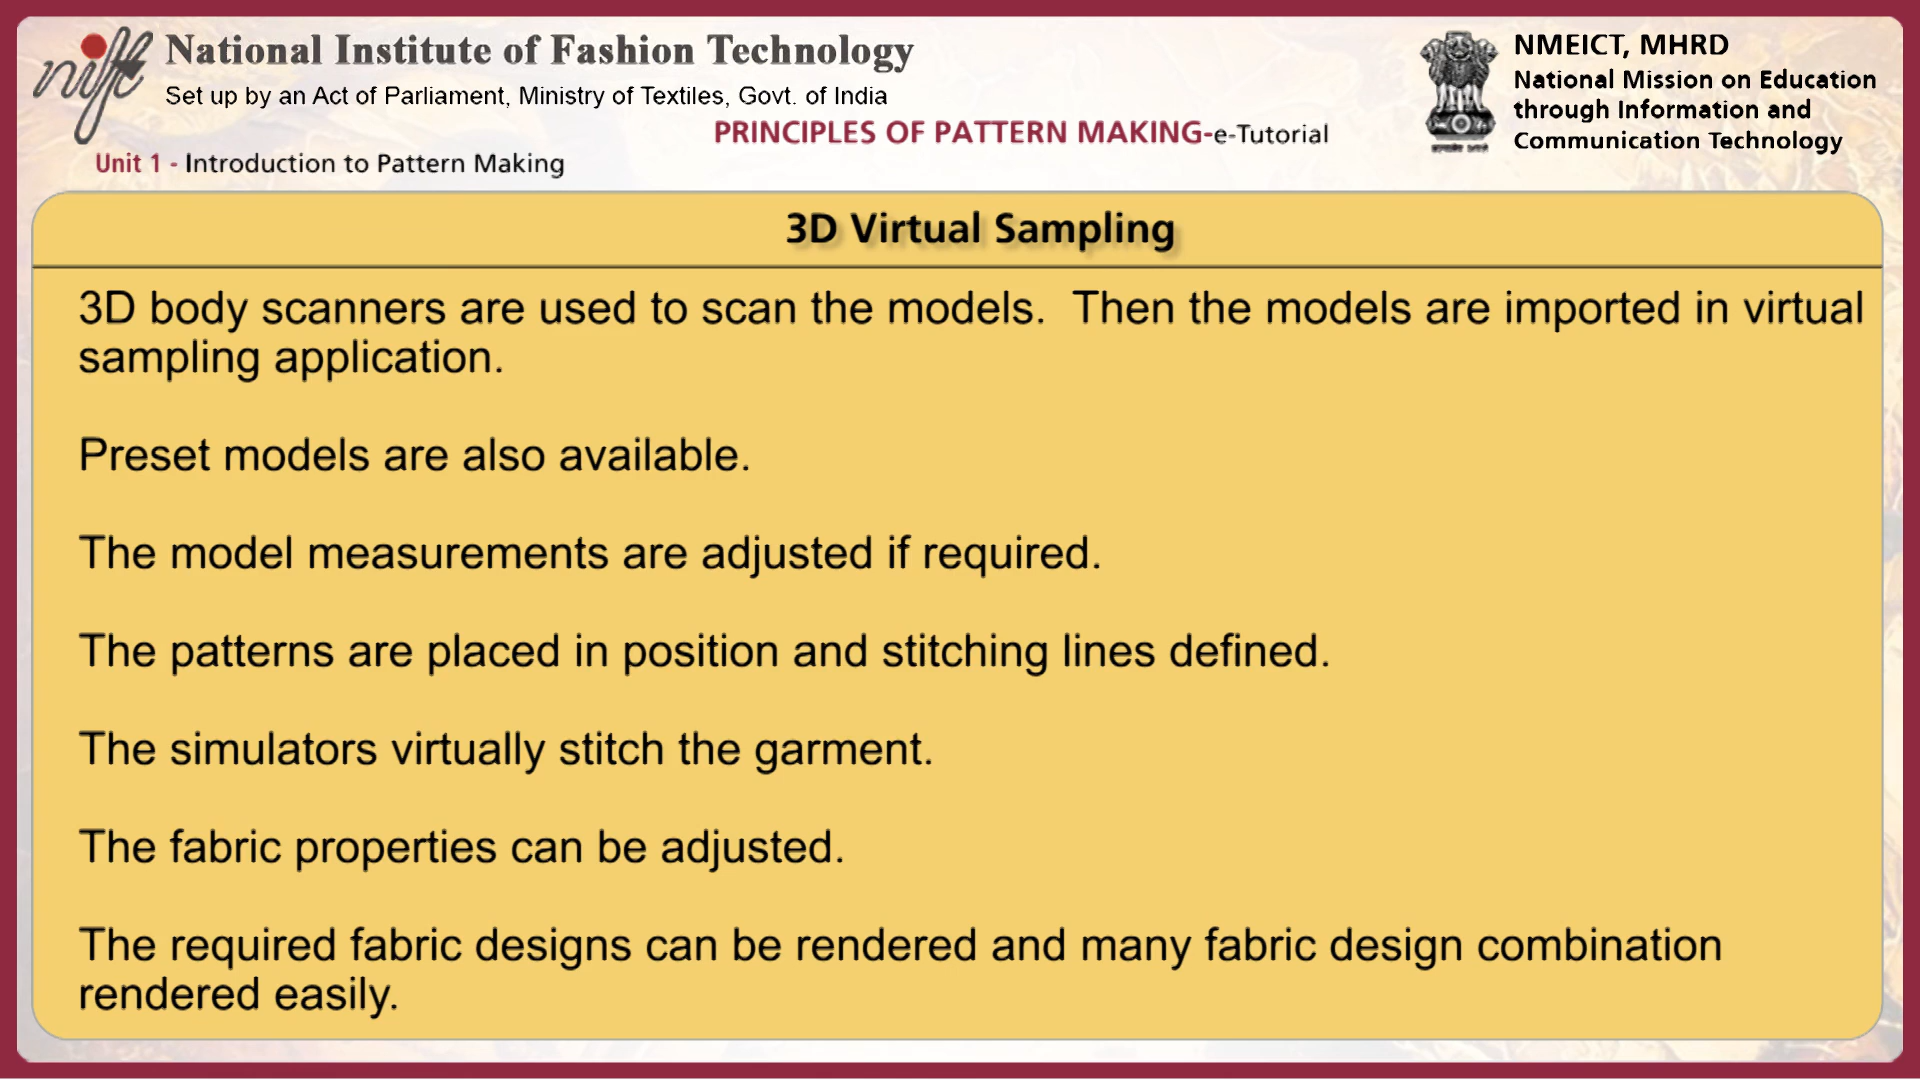 nift
National Institute of Fashion Technology
Set up by an Act of Parliament, Ministry of Textiles, Govt. of India
PRINCIPLES OF PATTERN MAKING-e-Tutorial
Unit 1 - Introduction to Pattern Making
NMEICT, MHRD
National Mission on Education
through Information and
Communication Technology
3D Virtual Sampling
3D body scanners are used to scan the models.  Then the models are imported in virtual
sampling application.
Preset models are also available.
The model measurements are adjusted if required.
The patterns are placed in position and stitching lines defined.
The simulators virtually stitch the garment.
The fabric properties can be adjusted.
The required fabric designs can be rendered and many fabric design combination
rendered easily.